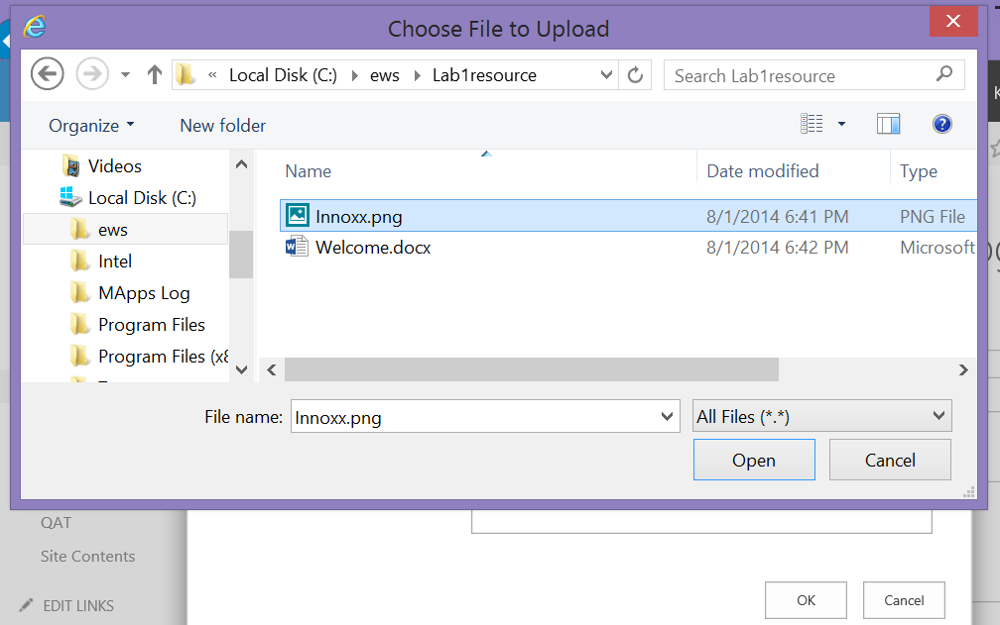 Choose File to Upload
« Local Disk (C:) ews Lab1resource
Search Lab1resource
Organize
New folder
Videos
Local Disk (C:)
ews
Intel
MApps Log
Program Files
Program Files (x8
Name Date modified Type
Innoxx.png 8/1/2014 6:41 PM PNG File
Welcome.docx 8/1/2014 6:42 PM Microsoft
File name: Innoxx.png
All Files (*.*)
Open Cancel
QAT
Site Contents
EDIT LINKS
OK Cancel